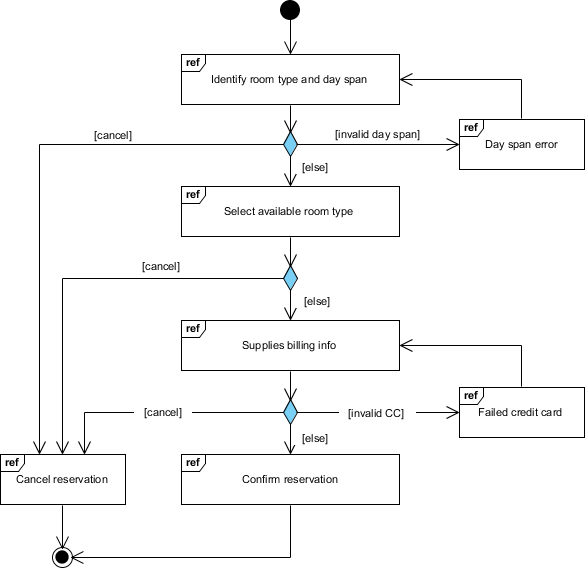 ref
Identify room type and day span
[cancel]
[invalid day span]
ref
Day span error
[else]
ref
Select available room type
[cancel]
[else]
ref
Supplies billing info
ref
Failed credit card
[cancel]
[invalid CC]
[else]
ref
Cancel reservation
ref
Confirm reservation